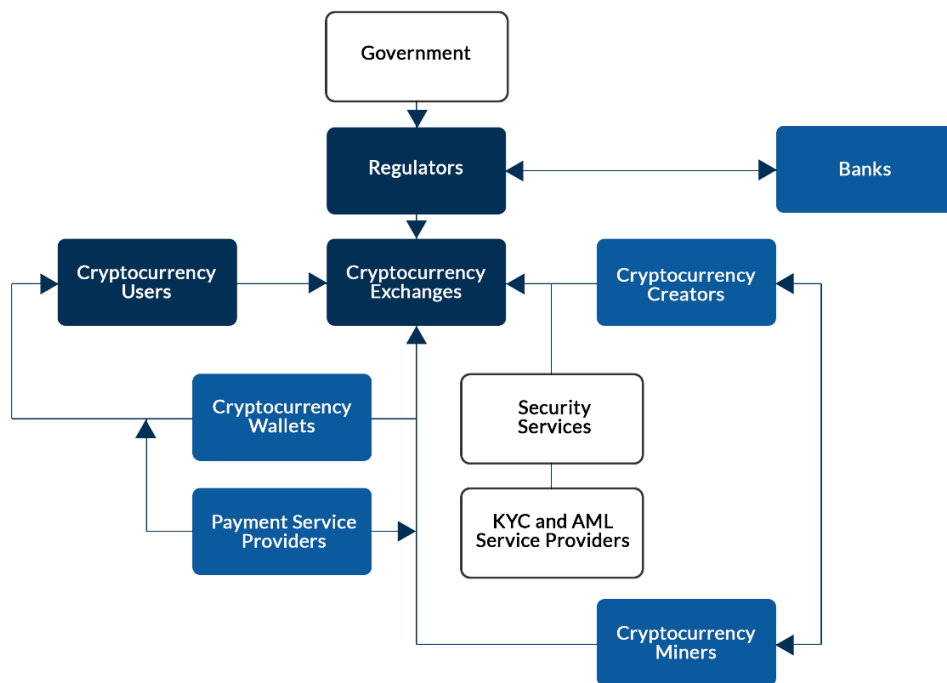 Government
Regulators
Banks
Cryptocurrency
Users
Cryptocurrency
Exchanges
Cryptocurrency
Creators
Cryptocurrency
Wallets
Security
Services
Payment Service
Providers
KYC and AML
Service Providers
Cryptocurrency
Miners